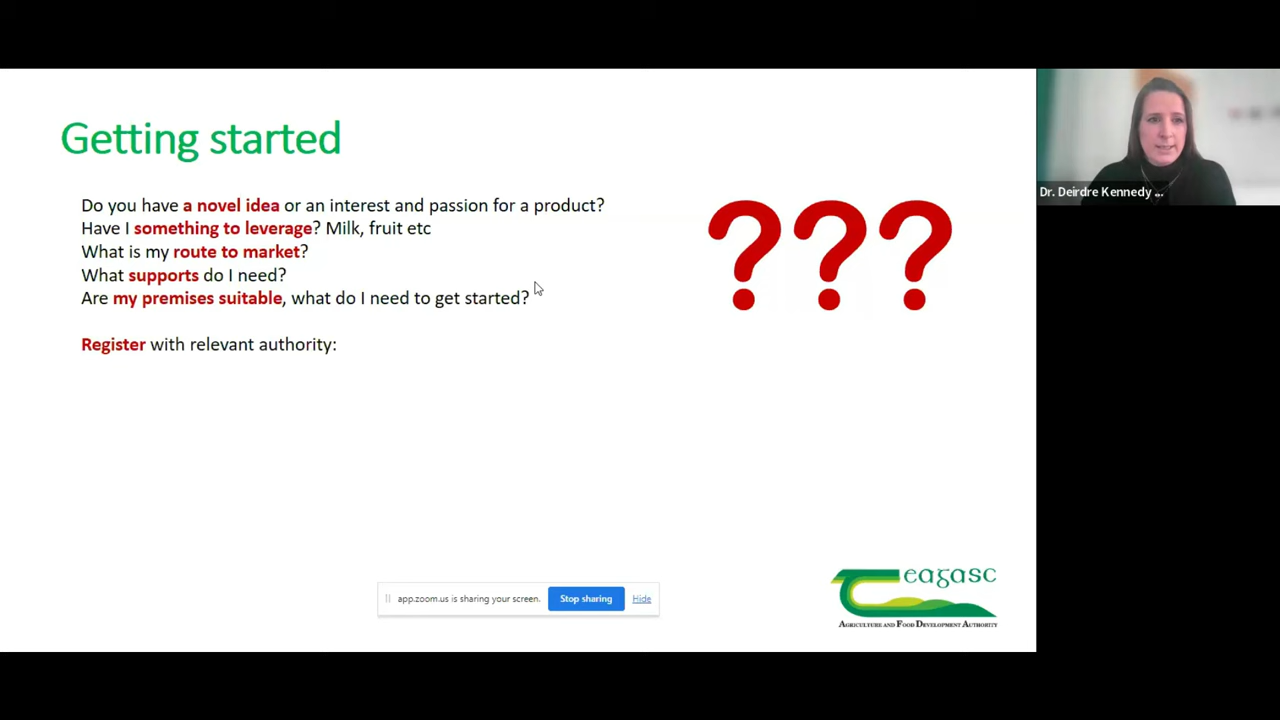 Getting started
Do you have a novel idea or an interest and passion for a product?
Have I something to leverage? Milk, fruit etc
What is my route to market?
What supports do I need?
Are my premises suitable, what do I need to get started?
Register with relevant authority:
???
Dr. Deirdre Kennedy ...
app.zoom.us is sharing your screen.
Stop sharing
Hide
eagasc
AGRICULTURE AND FOOD DEVELOPMENT AUTHORITY